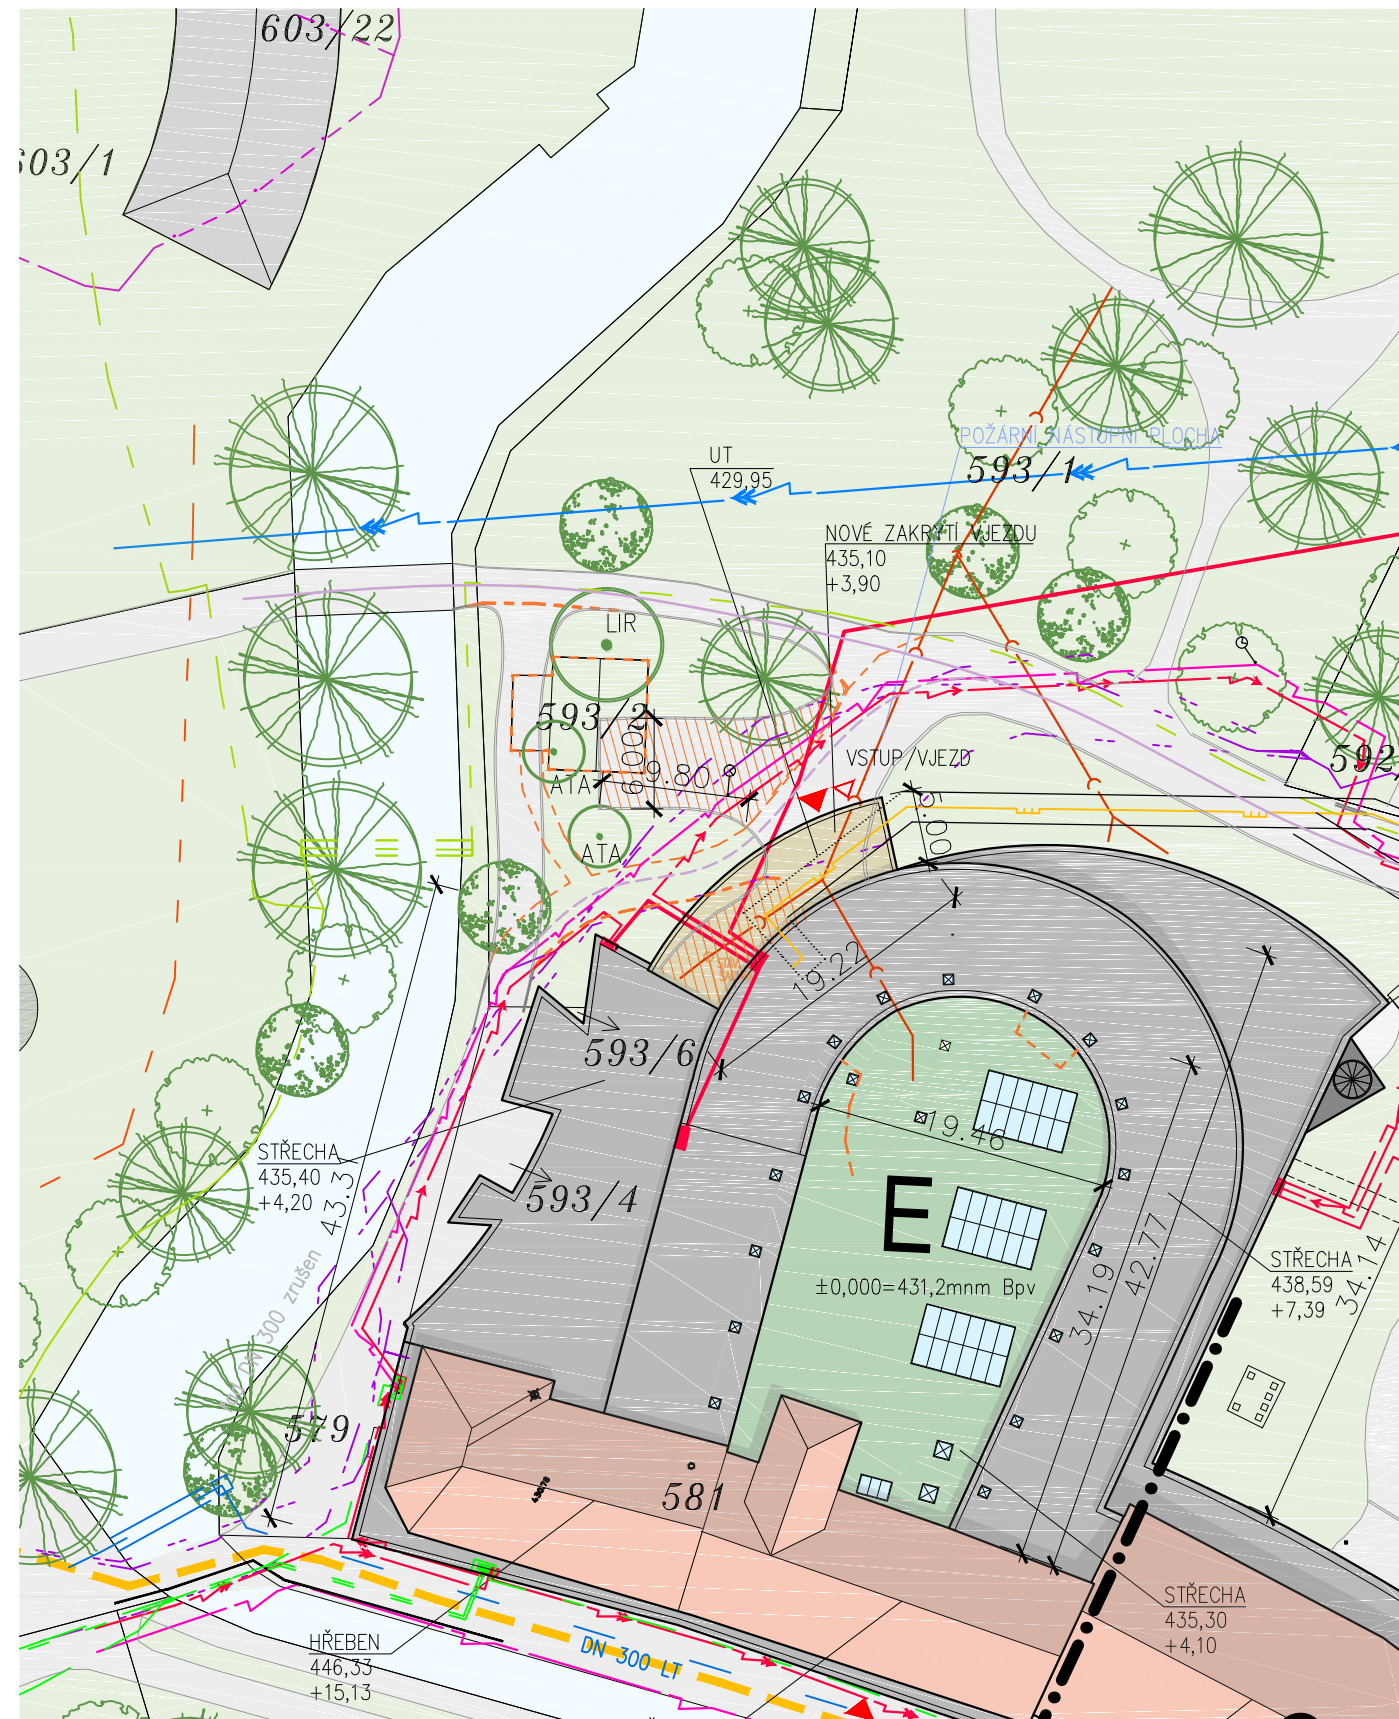 603/22
603/1
UT
429,95
POŽÁRNÍ NÁSTUPNÍ PLOCHA
593/1
NOVÉ ZAKRYTÍ VJEZDU
435,10
+3,90
LIR
593/2
6.00
9.80
ATA
ATA
VSTUP/VJEZD
592
5.00
19.22
593/6
19.46
593/4
STŘECHA
435,40
+4,20
43.37
E
±0,000=431,2mnm Bpv
34.19
42.77
STŘECHA
438,59
+7,39
34.14
DN 300 zrušen
579
581
STŘECHA
435,30
+4,10
HŘEBEN
446,33
+15,13
DN 300 LT